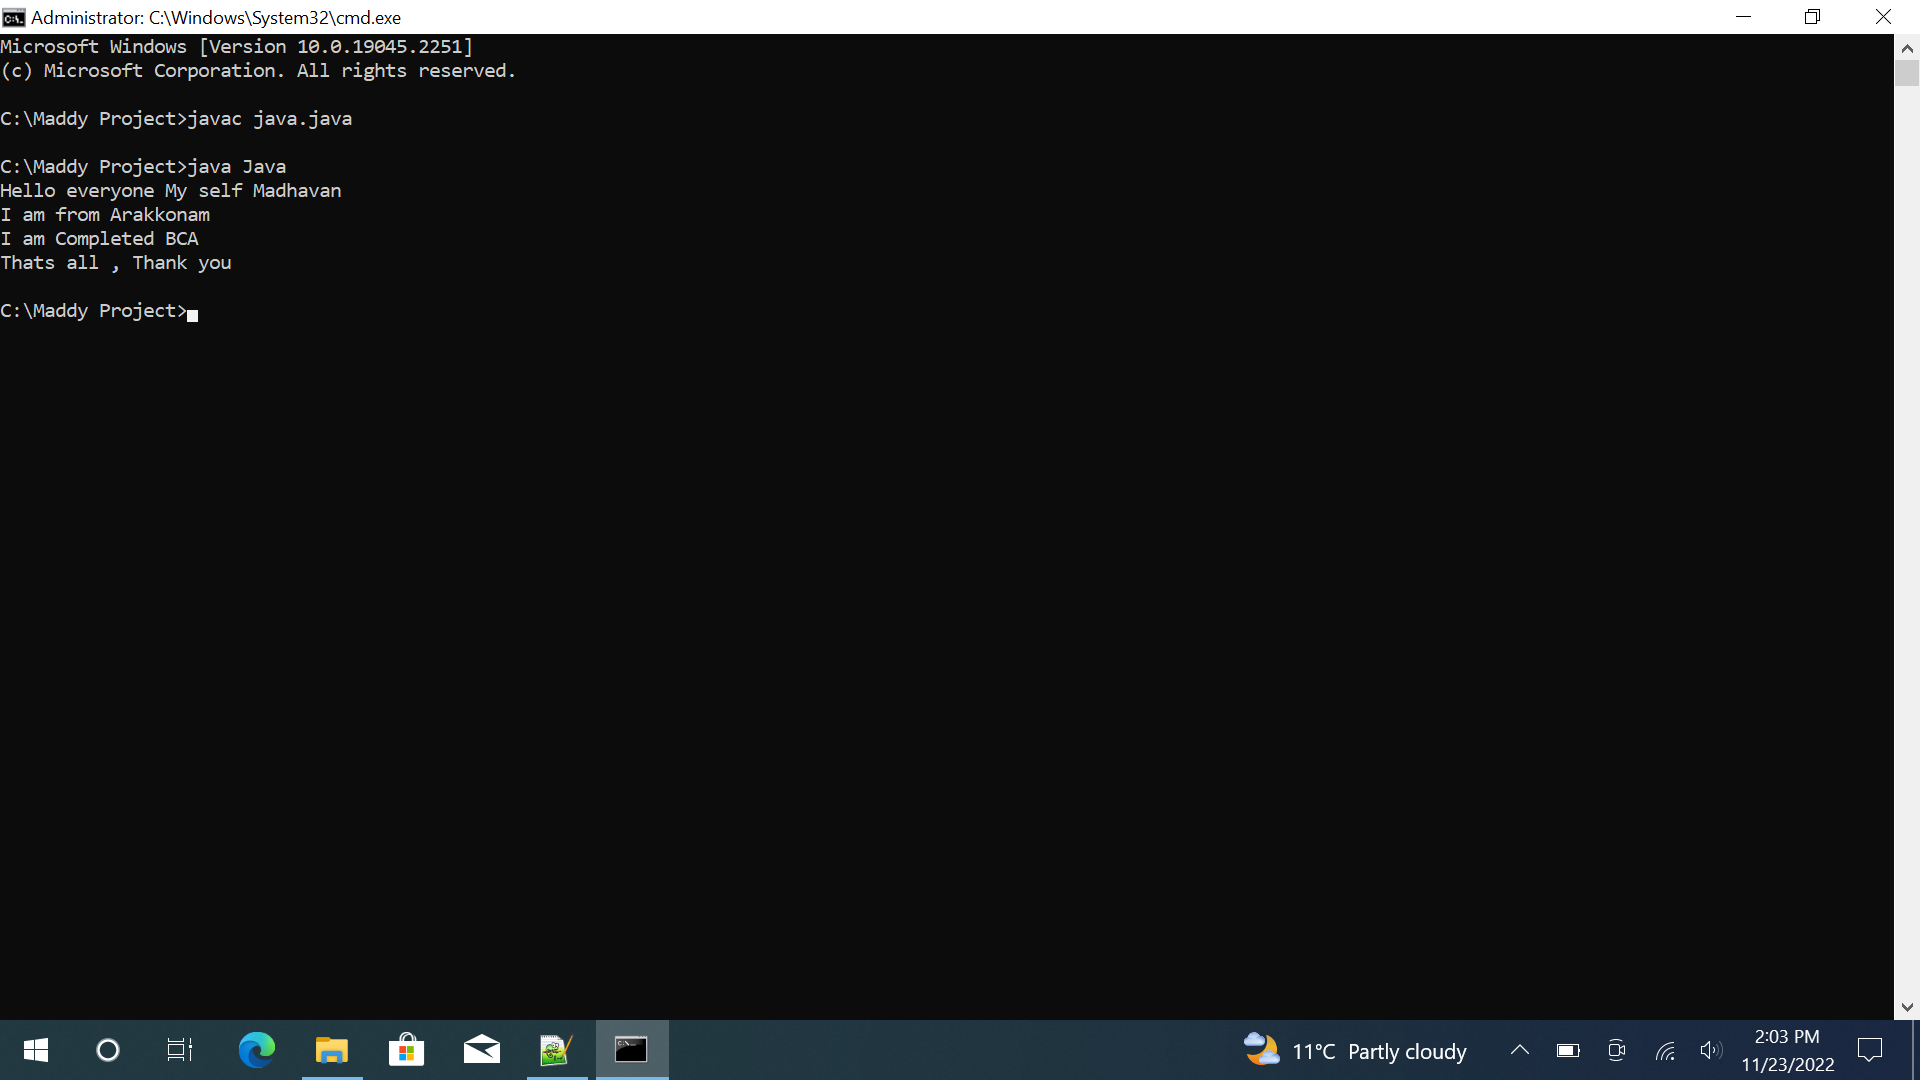 Administrator: C:\Windows\System32\cmd.exe
Microsoft Windows [Version 10.0.19045.2251]
(c) Microsoft Corporation. All rights reserved.
C:\Maddy Project>javac java.java
C:\Maddy Project>java Java
Hello everyone My self Madhavan
I am from Arakkonam
I am Completed BCA
Thats all , Thank you
C:\Maddy Project>
11°C Partly cloudy
2:03 PM
11/23/2022